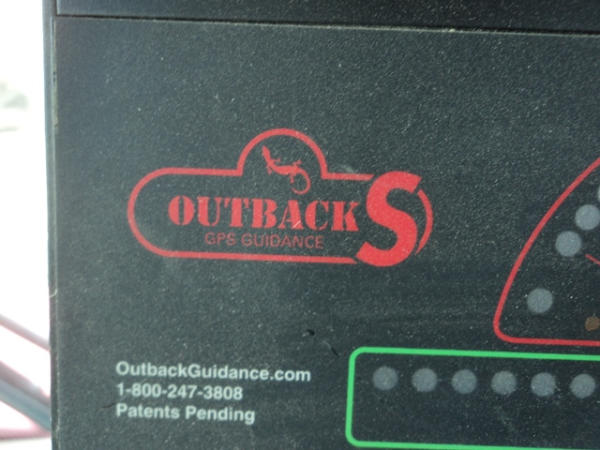 OUTBACK S
GPS GUIDANCE
OutbackGuidance.com
1-800-247-3808
Patents Pending